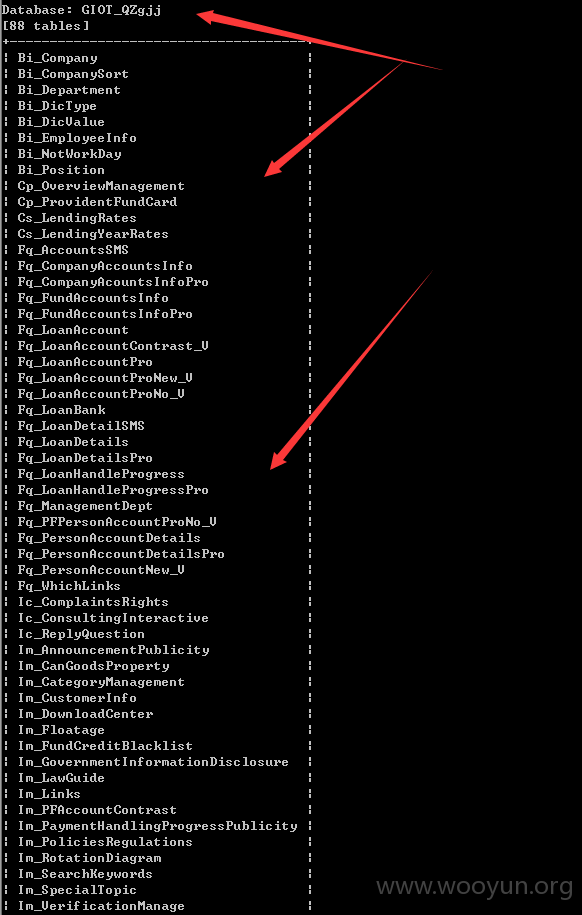 Database: GIOT_QZgjj
[88 tables]
+--------------------------------------+
| Bi_Company |
| Bi_CompanySort |
| Bi_Department |
| Bi_DicType |
| Bi_DicValue |
| Bi_EmployeeInfo |
| Bi_NotWorkDay |
| Bi_Position |
| Cp_OverviewManagement |
| Cp_ProvidentFundCard |
| Cs_LendingRates |
| Cs_LendingYearRates |
| Fq_AccountsSMS |
| Fq_CompanyAccountsInfo |
| Fq_CompanyAcountsInfoPro |
| Fq_FundAccountsInfo |
| Fq_FundAccountsInfoPro |
| Fq_LoanAccount |
| Fq_LoanAccountContrast_V |
| Fq_LoanAccountPro |
| Fq_LoanAccountProNew_V |
| Fq_LoanAccountProNo_V |
| Fq_LoanBank |
| Fq_LoanDetailSMS |
| Fq_LoanDetails |
| Fq_LoanDetailsPro |
| Fq_LoanHandleProgress |
| Fq_LoanHandleProgressPro |
| Fq_ManagementDept |
| Fq_PFPersonAccountProNo_V |
| Fq_PersonAccountDetails |
| Fq_PersonAccountDetailsPro |
| Fq_PersonAccountNew_V |
| Fq_WhichLinks |
| Ic_ComplaintsRights |
| Ic_ConsultingInteractive |
| Ic_ReplyQuestion |
| Im_AnnouncementPublicity |
| Im_CanGoodsProperty |
| Im_CategoryManagement |
| Im_CustomerInfo |
| Im_DownloadCenter |
| Im_Floatage |
| Im_FundCreditBlacklist |
| Im_GovernmentInformationDisclosure |
| Im_LawGuide |
| Im_Links |
| Im_PFAccountContrast |
| Im_PaymentHandlingProgressPublicity |
| Im_PoliciesRegulations |
| Im_RotationDiagram |
| Im_SearchKeywords |
| Im_SpecialTopic |
| Im_VerificationManage |
www.wooyun.org